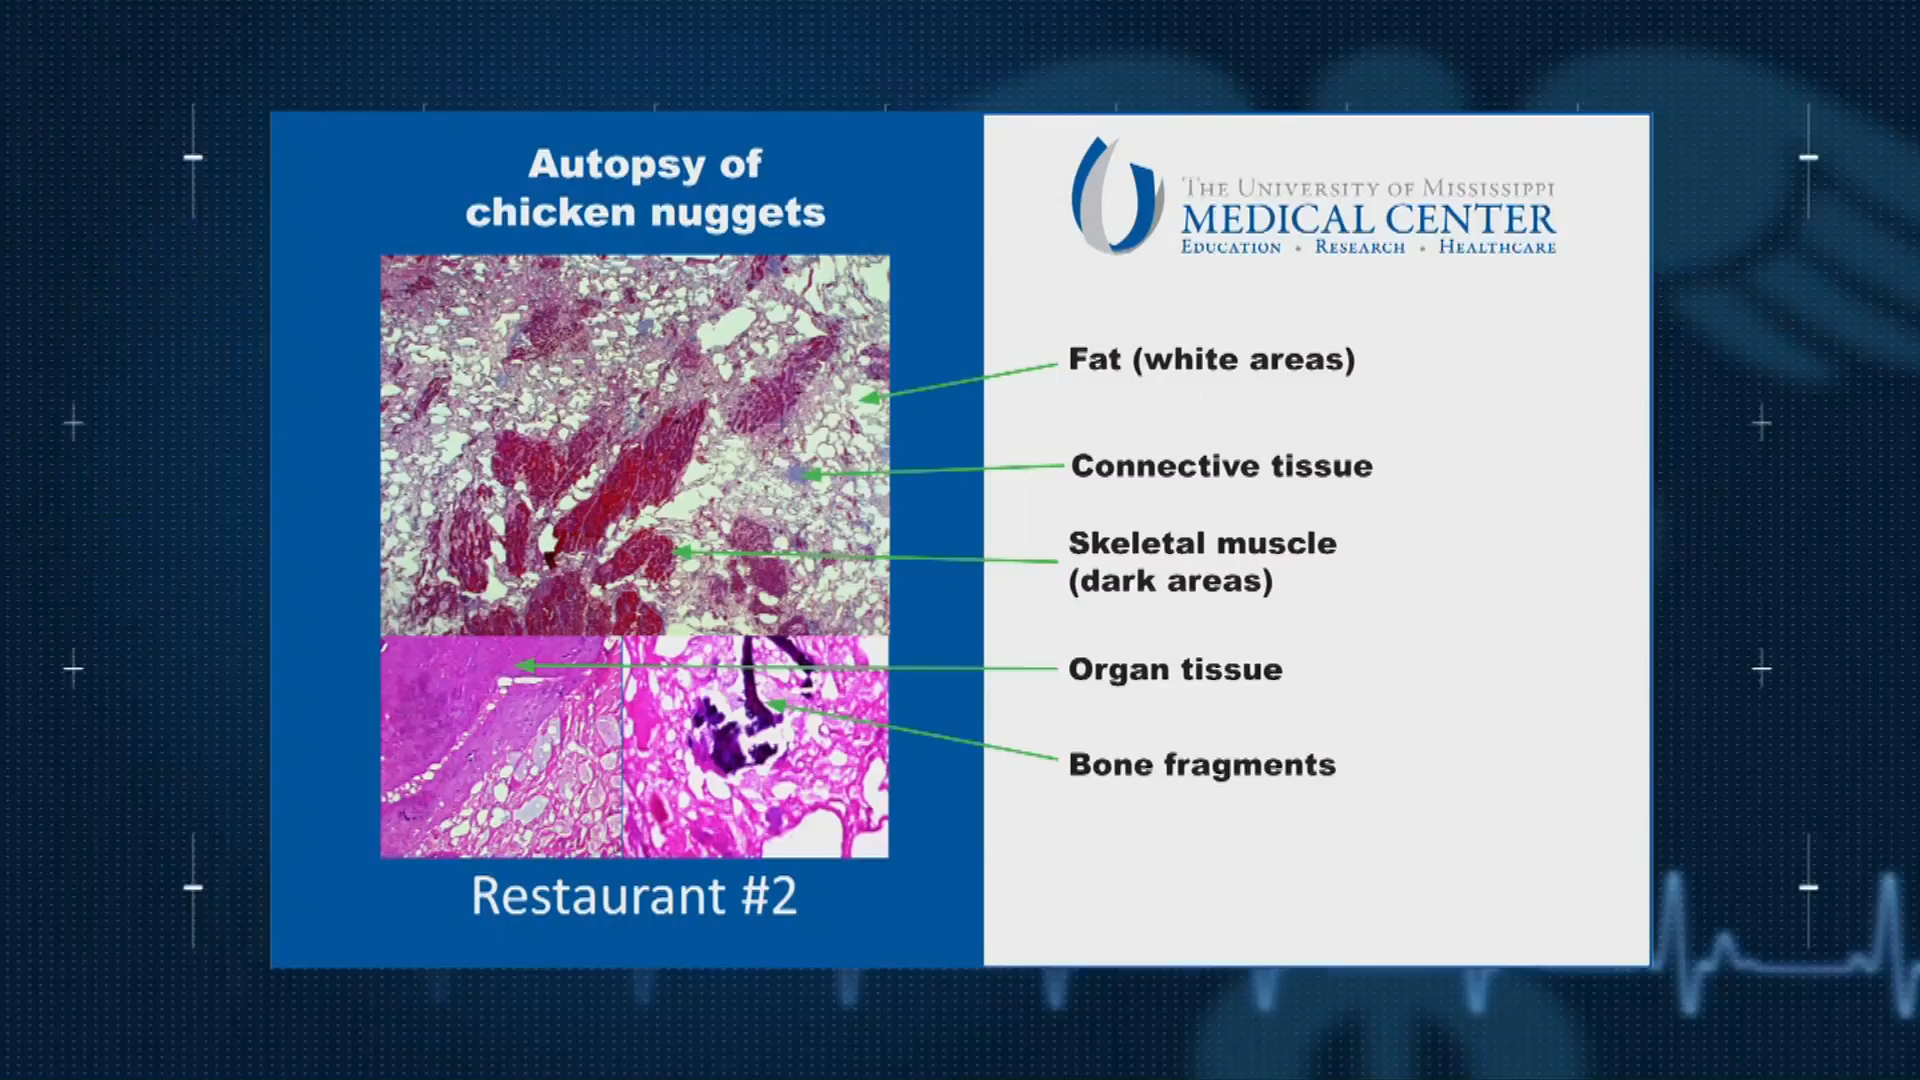 Autopsy of
chicken nuggets
THE UNIVERSITY OF MISSISSIPPI
MEDICAL CENTER
EDUCATION • RESEARCH • HEALTHCARE
Fat (white areas)
Connective tissue
Skeletal muscle
(dark areas)
Organ tissue
Bone fragments
Restaurant #2